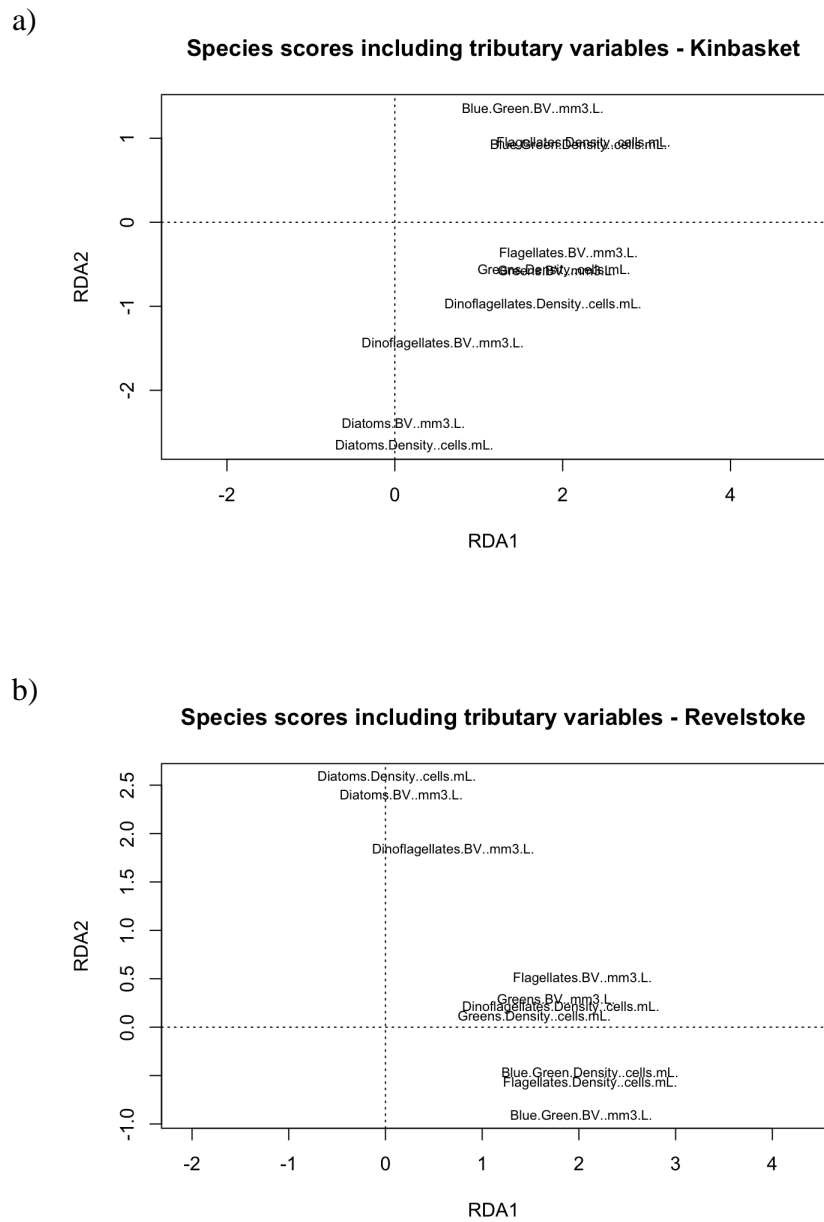 a)
Species scores including tributary variables - Kinbasket
Blue.Green.BV..mm3.L.
Flagellates.Density..cells.mL.
Blue.Green.Density..cells.mL.
Flagellates.BV..mm3.L.
Greens.Density..cells.mL.
Greens.BV..mm3.L.
Dinoflagellates.Density..cells.mL.
Dinoflagellates.BV..mm3.L.
Diatoms.BV..mm3.L.
Diatoms.Density..cells.mL.
RDA2
1
0
-1
-2
-2 0 2 4
RDA1
b)
Species scores including tributary variables - Revelstoke
Diatoms.Density..cells.mL.
Diatoms.BV..mm3.L.
Dinoflagellates.BV..mm3.L.
Flagellates.BV..mm3.L.
Greens.BV..mm3.L.
Dinoflagellates.Density..cells.mL.
Greens.Density..cells.mL.
Blue.Green.Density..cells.mL.
Flagellates.Density..cells.mL.
Blue.Green.BV..mm3.L.
RDA2
2.5
2.0
1.5
1.0
0.5
0.0
-1.0
-2 -1 0 1 2 3 4
RDA1